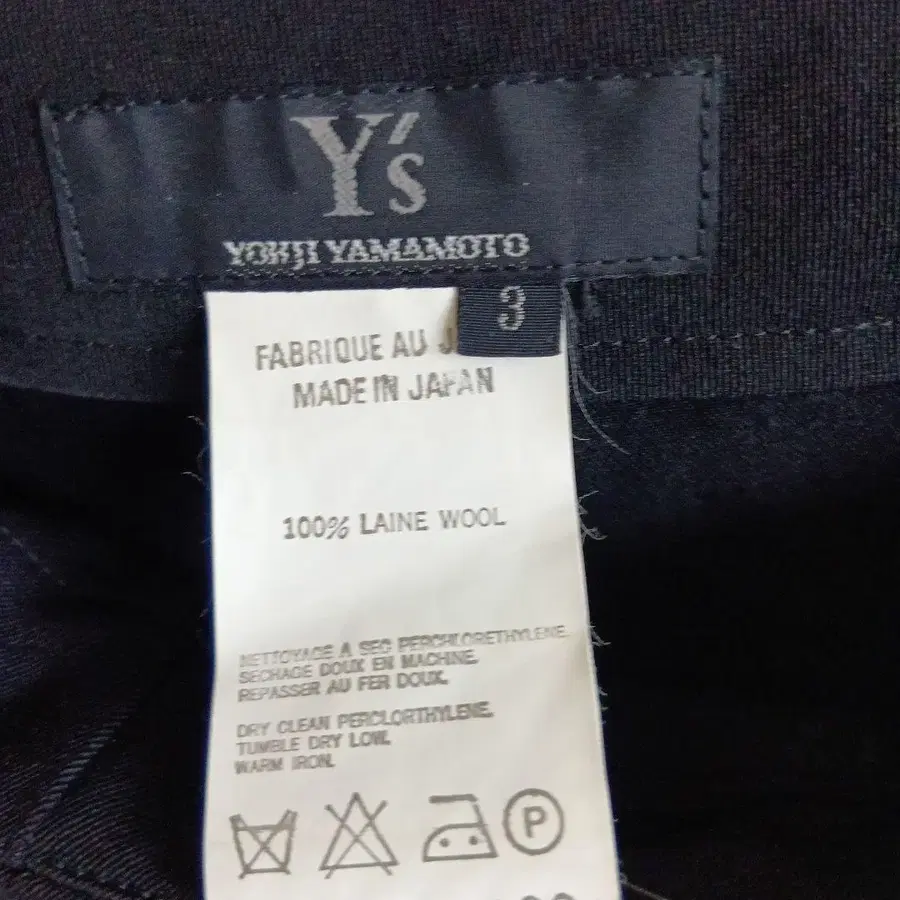 Y's
YOHJI YAMAMOTO
3
FABRIQUE AU J
MADE IN JAPAN
100% LAINE WOOL
NETTOYAGE A SEC PERCHLORETHYLENE.
SECHAGE DOUX EN MACHINE.
REPASSER AU FER DOUX.
DRY CLEAN PERCLORTHYLENE.
TUMBLE DRY LOW.
WARM IRON.
P